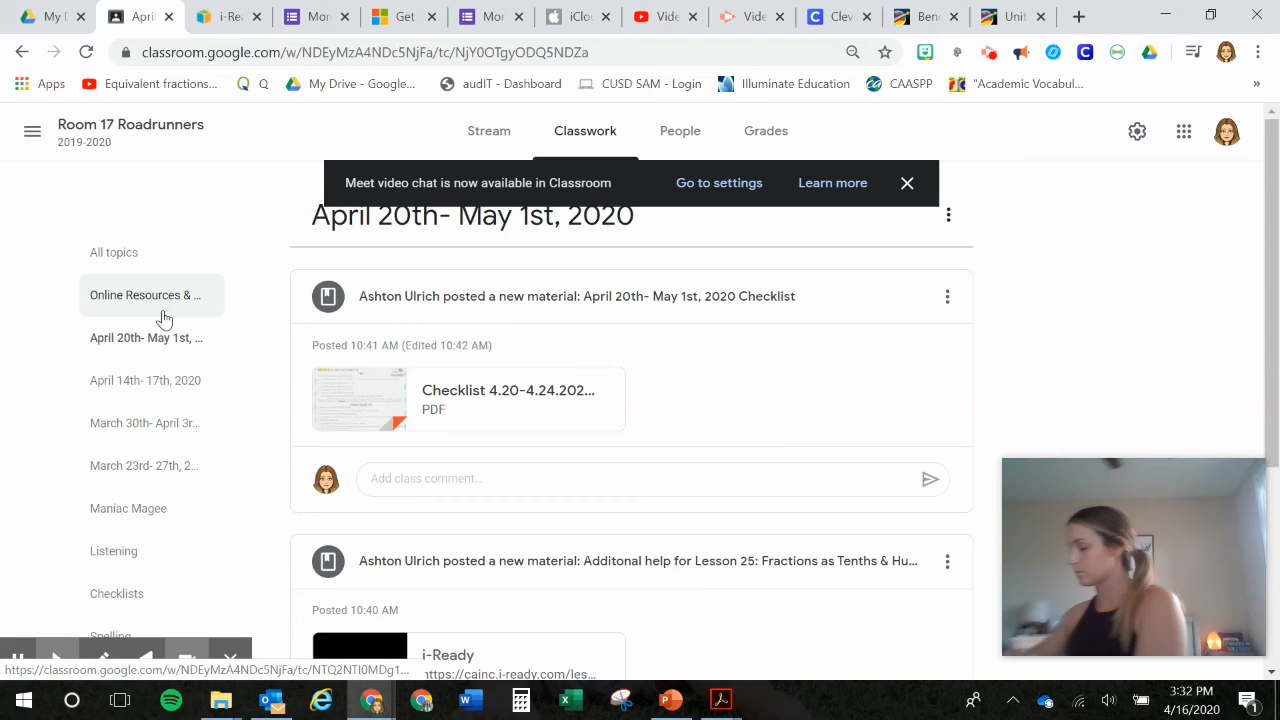 My
April
i-Rea
Mor
Get
Mor
iClou
Vide
Vide
Clev
Benc
Unit
classroom.google.com/w/NDEyMzA4NDc5NjFa/tc/NjY0OTgyODQ5NDZa
Apps
Equivalent fractions...
Q
My Drive - Google...
audIT - Dashboard
CUSD SAM - Login
Illuminate Education
CAASPP
"Academic Vocabul...
»
Room 17 Roadrunners
2019-2020
Stream
Classwork
People
Grades
Meet video chat is now available in Classroom
Go to settings
Learn more
April 20th- May 1st, 2020
All topics
Online Resources & ...
April 20th- May 1st, ...
April 14th- 17th, 2020
March 30th- April 3r...
March 23rd- 27th, 2...
Maniac Magee
Listening
Checklists
Spelling
Ashton Ulrich posted a new material: April 20th- May 1st, 2020 Checklist
Posted 10:41 AM (Edited 10:42 AM)
Checklist 4.20-4.24.202...
PDF
Add class comment...
Ashton Ulrich posted a new material: Additonal help for Lesson 25: Fractions as Tenths & Hu...
Posted 10:40 AM
i-Ready
https://cainc.i-ready.com/les...
https://classroom.google.com/w/NDEyMzA4NDc5NjFa/tc/NTQ2NTI0MDg1...
3:32 PM
4/16/2020
1